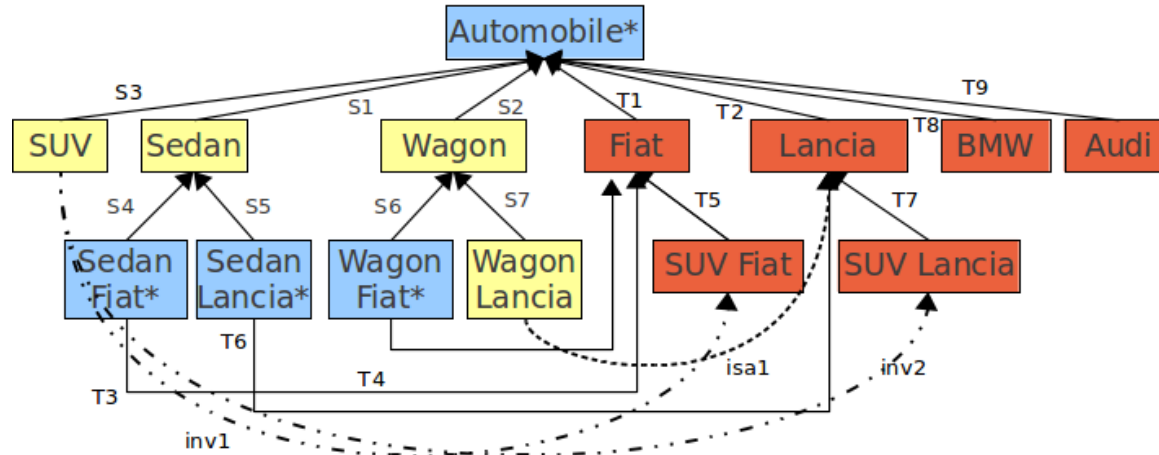 Automobile*
S3
S1
S2
T1
T2
T8
T9
SUV
Sedan
Wagon
Fiat
Lancia
BMW
Audi
S4
S5
S6
S7
T5
T7
Sedan
Fiat*
Sedan
Lancia*
Wagon
Fiat*
Wagon
Lancia
SUV Fiat
SUV Lancia
T6
isa1
inv2
T3
T4
inv1